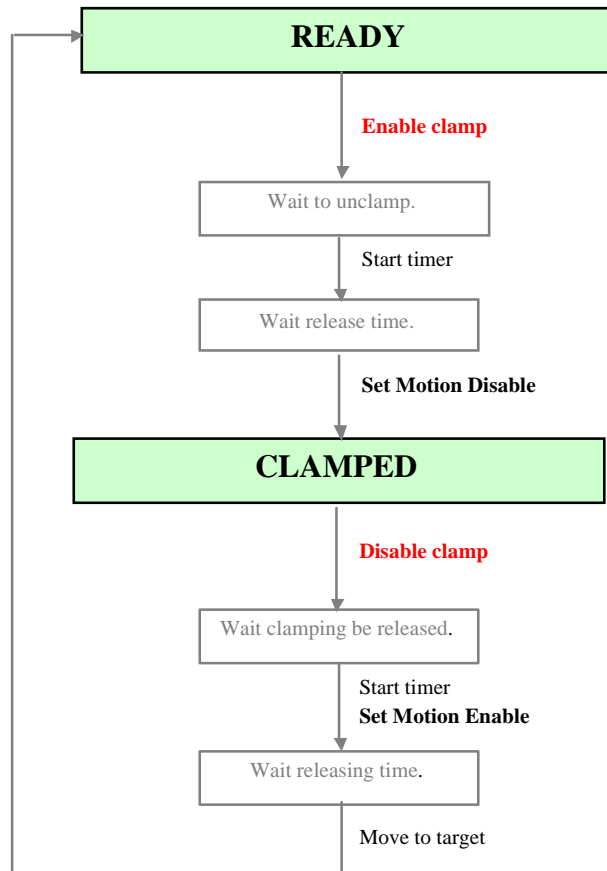 READY
Enable clamp
Wait to unclamp.
Start timer
Wait release time.
Set Motion Disable
CLAMPED
Disable clamp
Wait clamping be released.
Start timer
Set Motion Enable
Wait releasing time.
Move to target